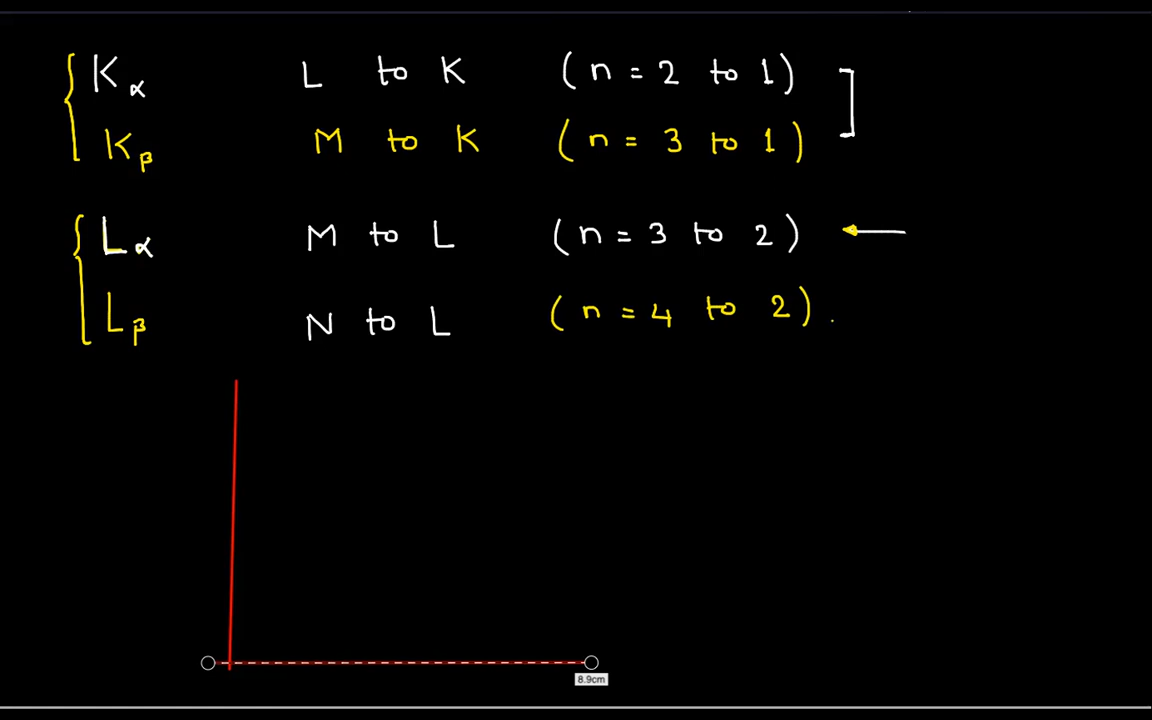 Kα L to K (n = 2 to 1)
Kβ M to K (n = 3 to 1)
Lα M to L (n = 3 to 2)
Lβ N to L (n = 4 to 2)
8.9cm